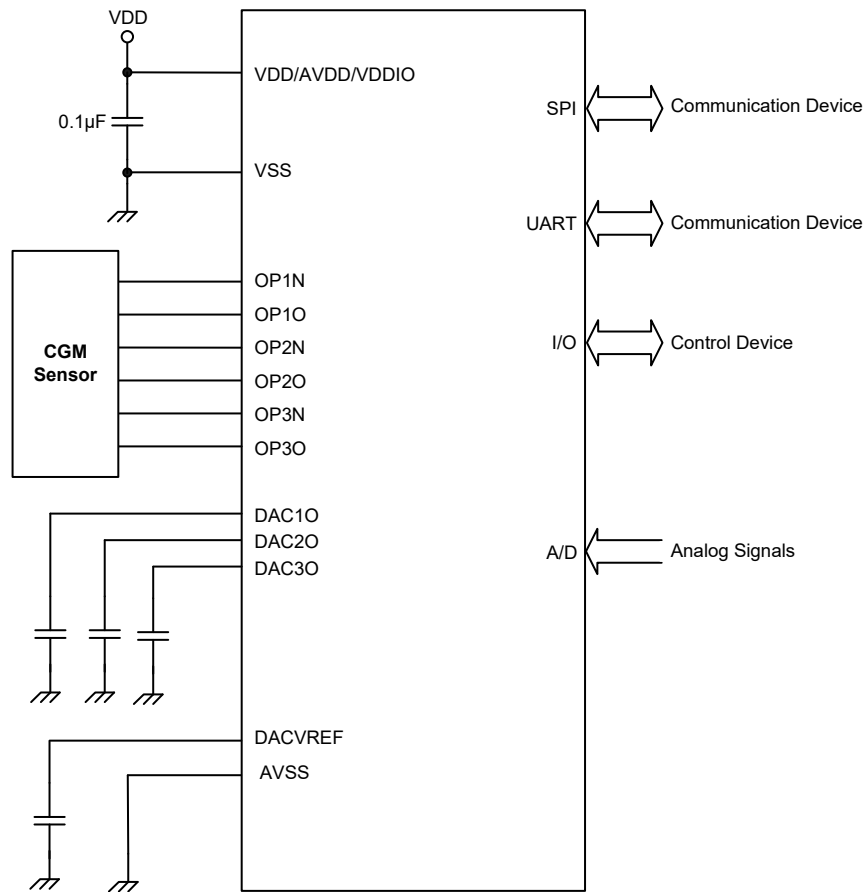 VDD
VDD/AVDD/VDDIO
0.1µF
VSS
SPI
Communication Device
UART
Communication Device
I/O
Control Device
A/D
Analog Signals
CGM
Sensor
OP1N
OP1O
OP2N
OP2O
OP3N
OP3O
DAC1O
DAC2O
DAC3O
DACVREF
AVSS